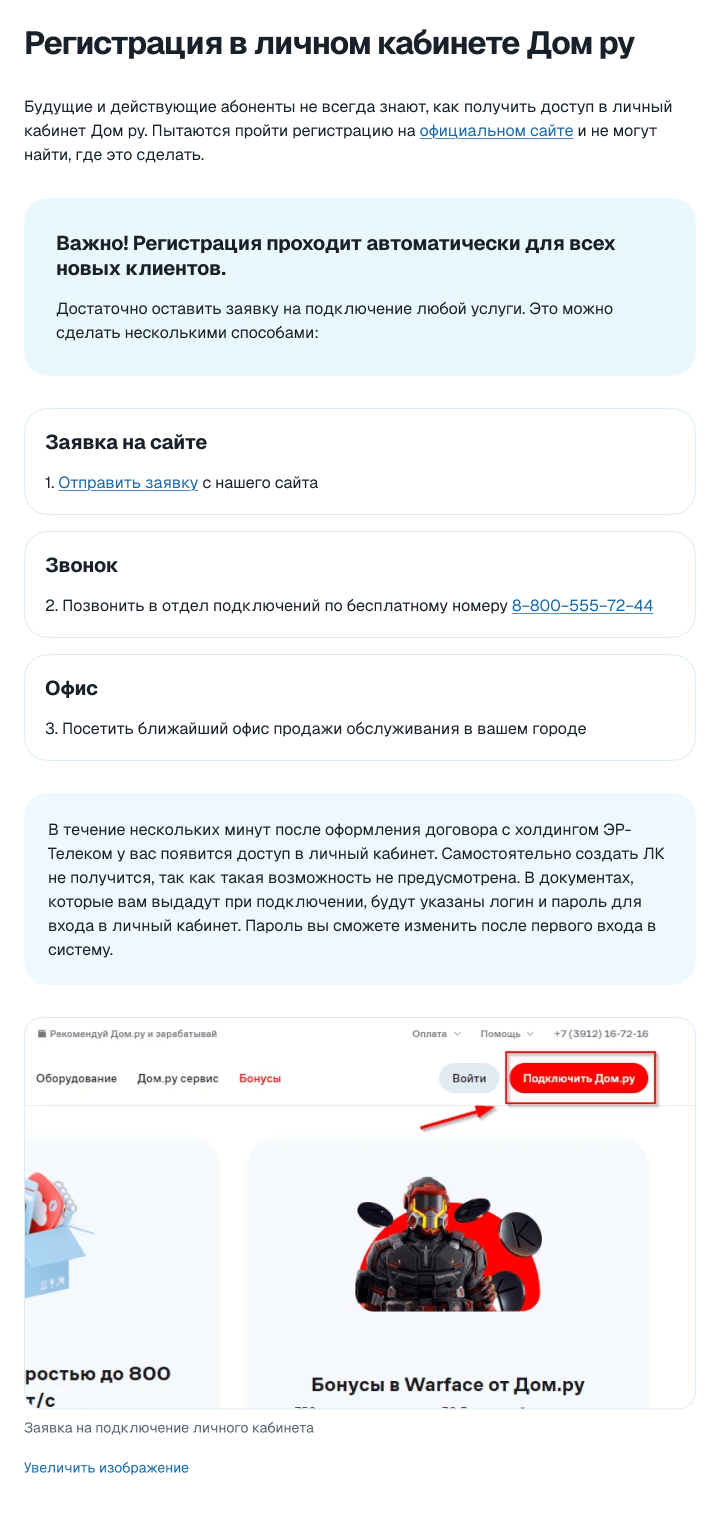 Регистрация в личном кабинете Дом ру
Будущие и действующие абоненты не всегда знают, как получить доступ в личный
кабинет Дом ру. Пытаются пройти регистрацию на официальном сайте и не могут
найти, где это сделать.
Важно! Регистрация проходит автоматически для всех
новых клиентов.
Достаточно оставить заявку на подключение любой услуги. Это можно
сделать несколькими способами:
Заявка на сайте
1. Отправить заявку с нашего сайта
Звонок
2. Позвонить в отдел подключений по бесплатному номеру 8-800-555-72-44
Офис
3. Посетить ближайший офис продажи обслуживания в вашем городе
В течение нескольких минут после оформления договора с холдингом ЭР-
Телеком у вас появится доступ в личный кабинет. Самостоятельно создать ЛК
не получится, так как такая возможность не предусмотрена. В документах,
которые вам выдадут при подключении, будут указаны логин и пароль для
входа в личный кабинет. Пароль вы сможете изменить после первого входа в
систему.
Рекомендуй Дом.ру и зарабатывай Оплата Помощь +7 (3912) 16-72-16
Оборудование Дом.ру сервис Бонусы Войти Подключить Дом.ру
ростью до 800
т/с
Бонусы в Warface от Дом.ру
Заявка на подключение личного кабинета
Увеличить изображение